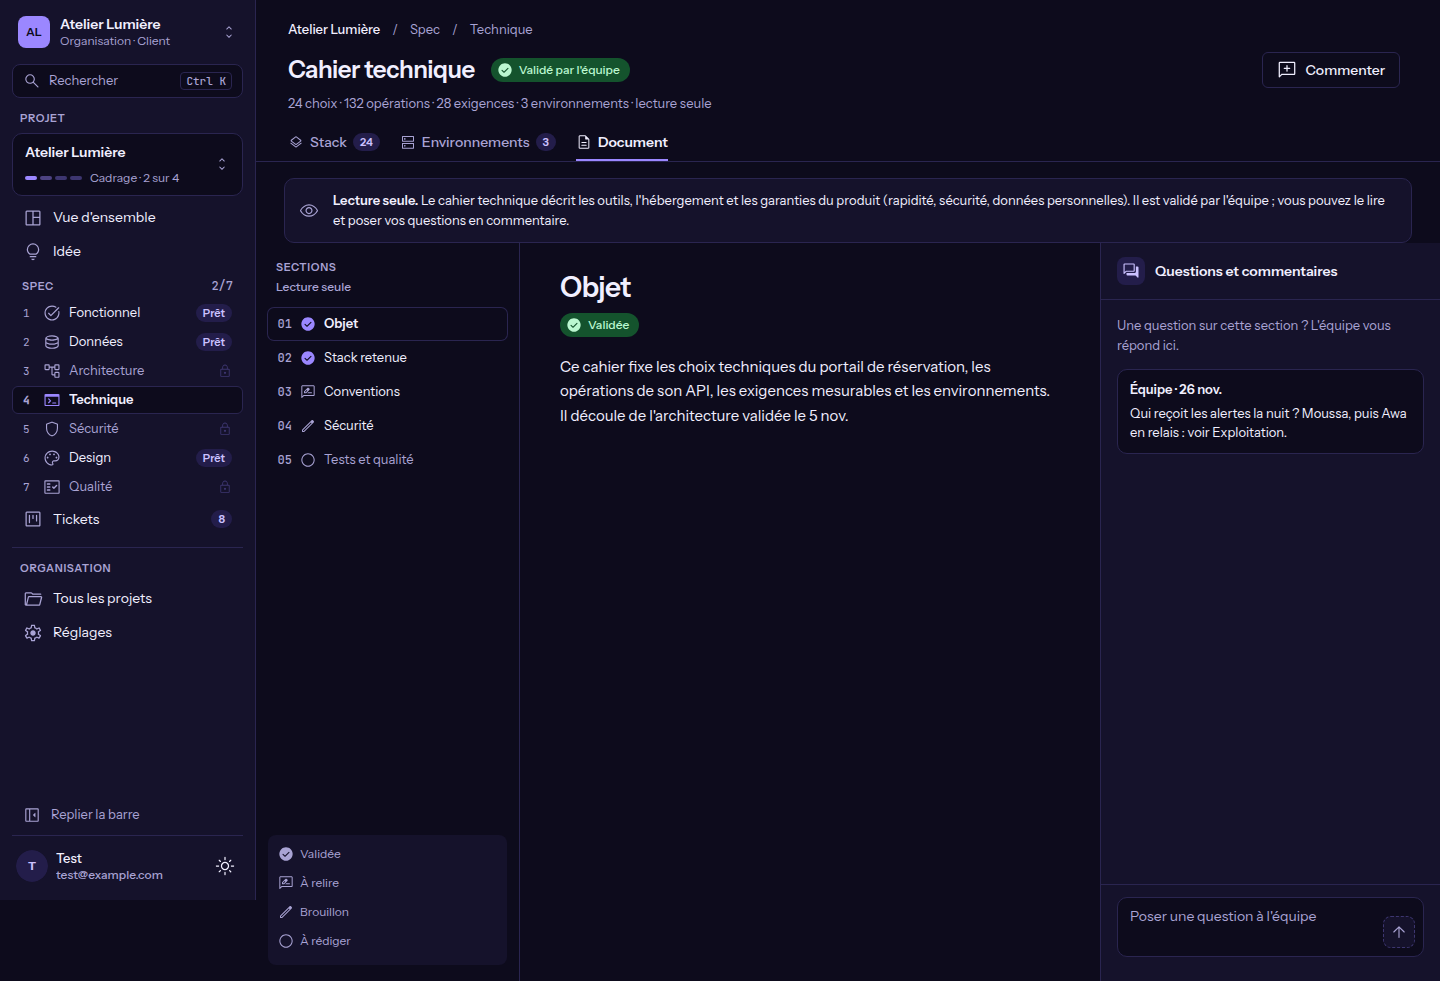 AL
Atelier Lumière
Organisation · Client
Rechercher
Ctrl K
PROJET
Atelier Lumière
Cadrage · 2 sur 4
Vue d'ensemble
Idée
SPEC 2/7
1 Fonctionnel Prêt
2 Données Prêt
3 Architecture
4 Technique
5 Sécurité
6 Design Prêt
7 Qualité
Tickets 8
ORGANISATION
Tous les projets
Réglages
Replier la barre
T
Test
test@example.com
Atelier Lumière / Spec / Technique
Cahier technique
Validé par l'équipe
Commenter
24 choix · 132 opérations · 28 exigences · 3 environnements · lecture seule
Stack 24
Environnements 3
Document
Lecture seule. Le cahier technique décrit les outils, l'hébergement et les garanties du produit (rapidité, sécurité, données personnelles). Il est validé par l'équipe ; vous pouvez le lire
et poser vos questions en commentaire.
SECTIONS
Lecture seule
01 Objet
02 Stack retenue
03 Conventions
04 Sécurité
05 Tests et qualité
Validée
À relire
Brouillon
À rédiger
Objet
Validée
Ce cahier fixe les choix techniques du portail de réservation, les
opérations de son API, les exigences mesurables et les environnements.
Il découle de l'architecture validée le 5 nov.
Questions et commentaires
Une question sur cette section ? L'équipe vous
répond ici.
Équipe · 26 nov.
Qui reçoit les alertes la nuit ? Moussa, puis Awa
en relais : voir Exploitation.
Poser une question à l'équipe